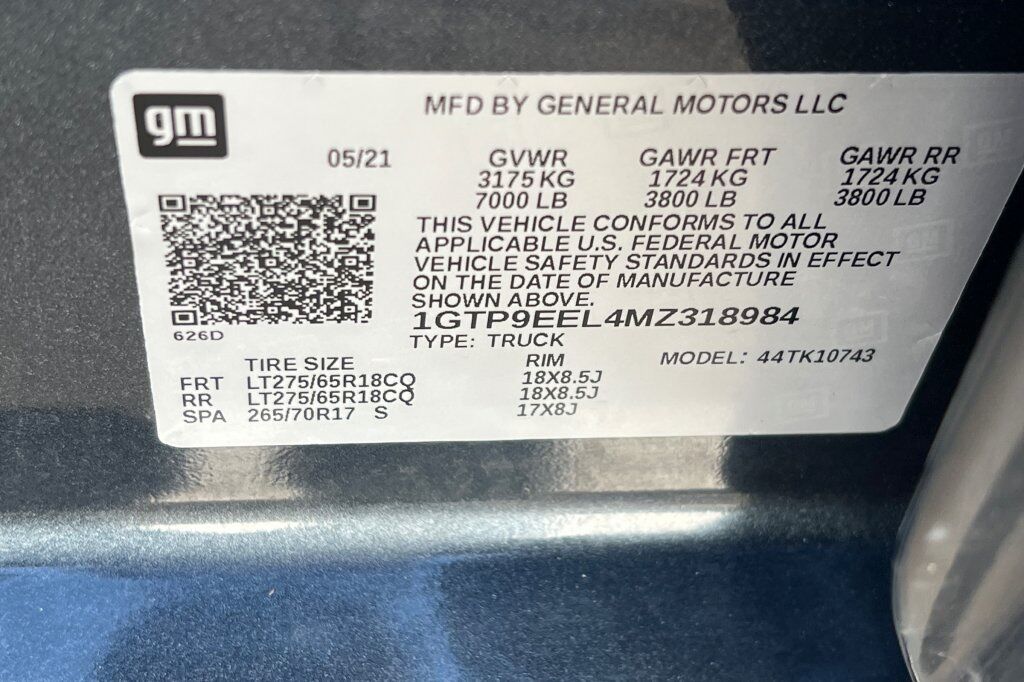 gm
MFD BY GENERAL MOTORS LLC
05/21 GVWR GAWR FRT GAWR RR
3175 KG 1724 KG 1724 KG
7000 LB 3800 LB 3800 LB
THIS VEHICLE CONFORMS TO ALL
APPLICABLE U.S. FEDERAL MOTOR
VEHICLE SAFETY STANDARDS IN EFFECT
ON THE DATE OF MANUFACTURE
SHOWN ABOVE.
1GTP9EEL4MZ318984
626D
TYPE: TRUCK
TIRE SIZE RIM MODEL: 44TK10743
FRT LT275/65R18CQ 18X8.5J
RR LT275/65R18CQ 18X8.5J
SPA 265/70R17 S 17X8J